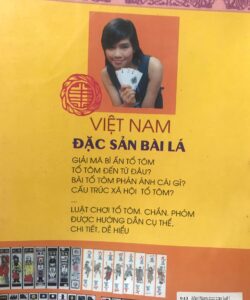 VIỆT NAM
ĐẶC SẢN BÀI LÁ
GIẢI MÃ BÍ ẨN TỔ TÔM
TỔ TÔM ĐẾN TỪ ĐÂU?
BÀI TỔ TÔM PHẢN ÁNH CÁI GÌ?
CẤU TRÚC XÃ HỘI TỔ TÔM?
...
LUẬT CHƠI TỔ TÔM, CHẮN, PHỎM
ĐƯỢC HƯỚNG DẪN CỤ THỂ,
CHI TIẾT, DỄ HIỂU